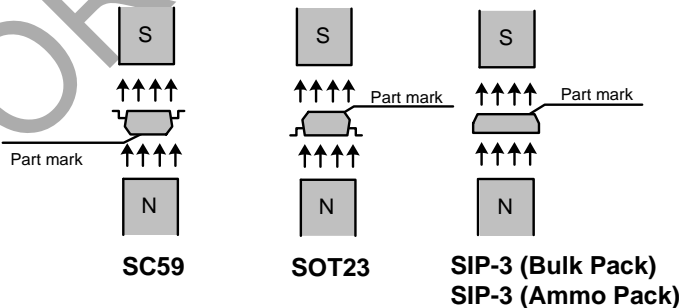 S
S
S
Part mark
Part mark
Part mark
N
N
N
SC59
SOT23
SIP-3 (Bulk Pack)
SIP-3 (Ammo Pack)